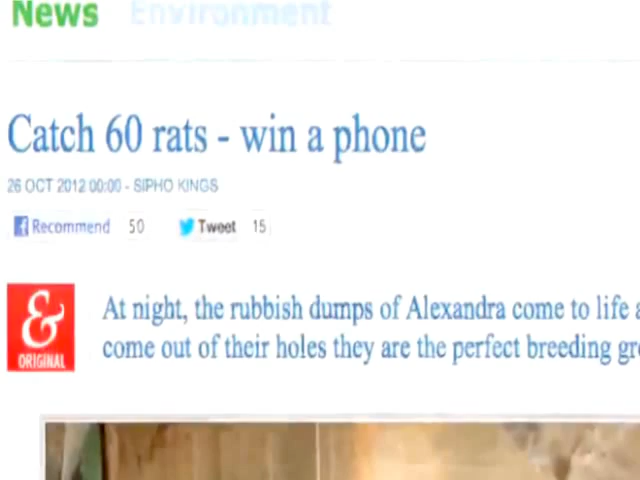 News Environment
Catch 60 rats - win a phone
26 OCT 2012 00:00 - SIPHO KINGS
Recommend 50 Tweet 15
At night, the rubbish dumps of Alexandra come to life a
& come out of their holes they are the perfect breeding gr
ORIGINAL